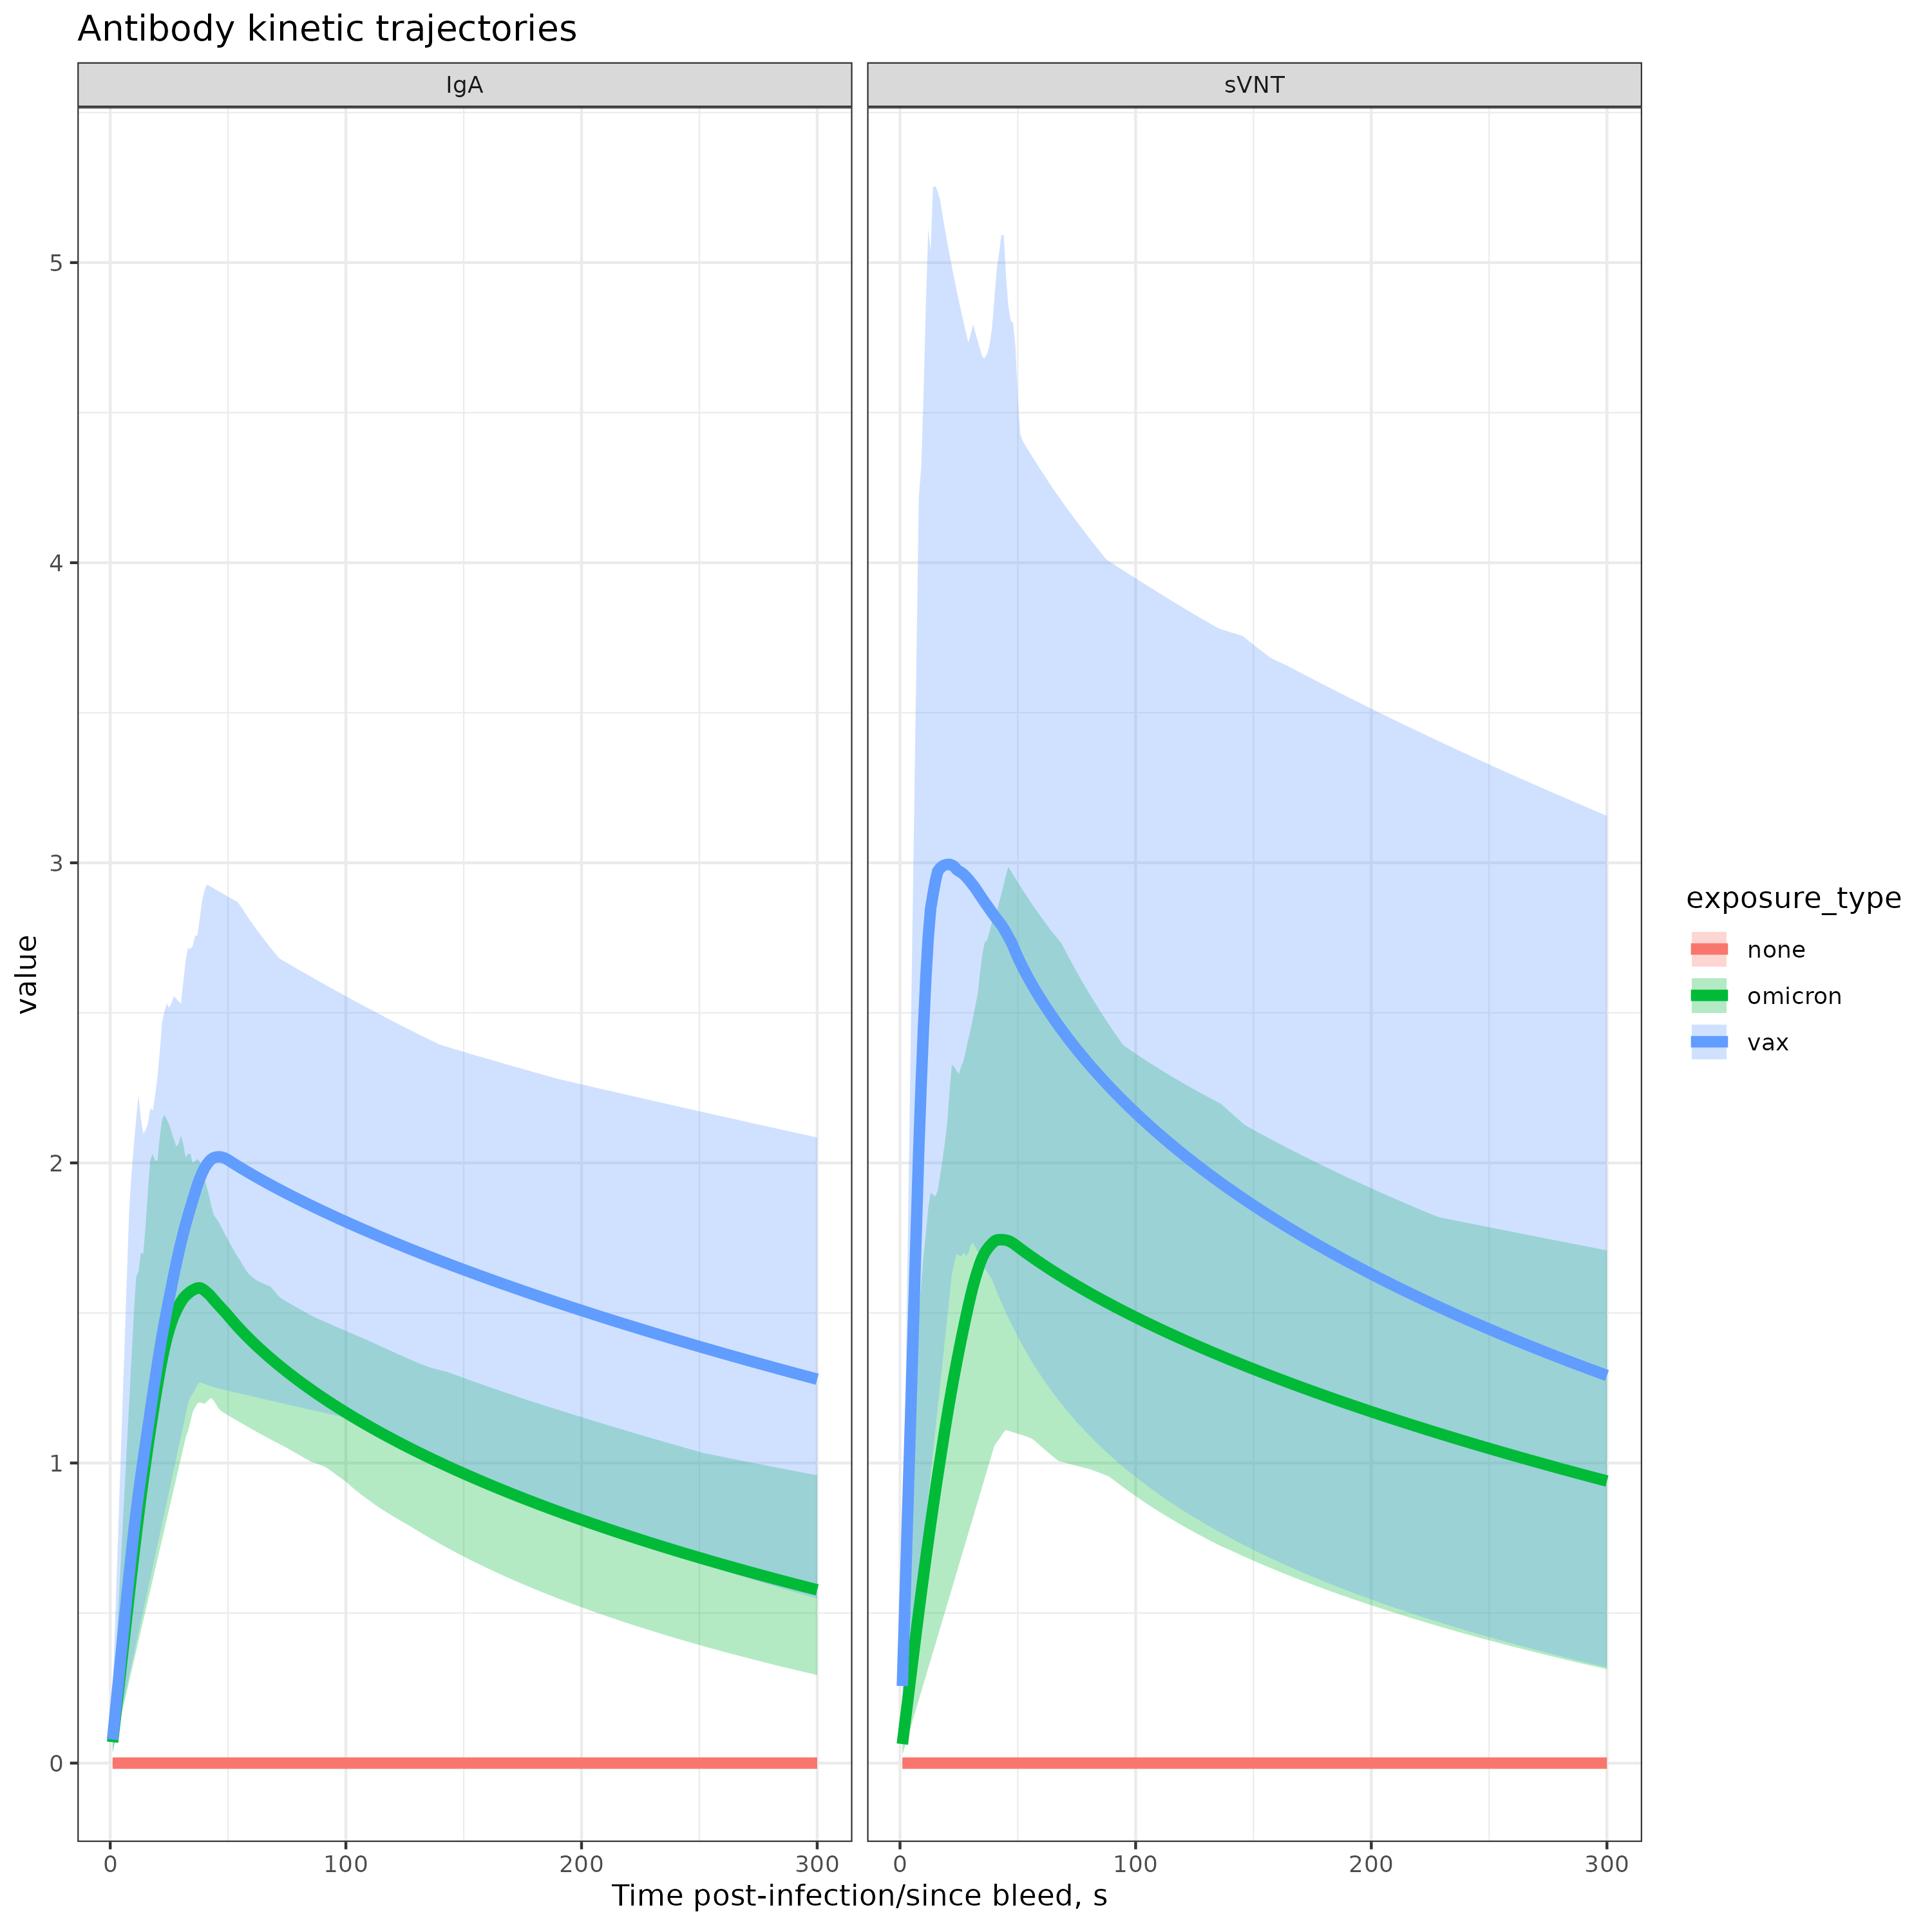 Antibody kinetic trajectories
IgA
sVNT
value
5
4
3
2
1
0
0 100 200 300
0 100 200 300
Time post-infection/since bleed, s
exposure_type
none
omicron
vax